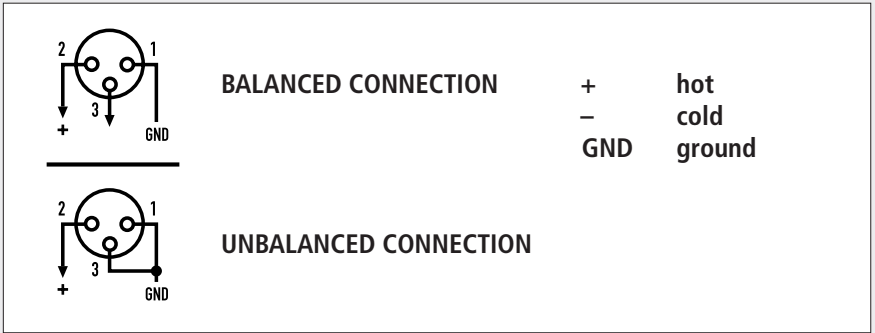 2 1
3
+ GND
BALANCED CONNECTION
+ hot
– cold
GND ground
2 1
3
+ GND
UNBALANCED CONNECTION